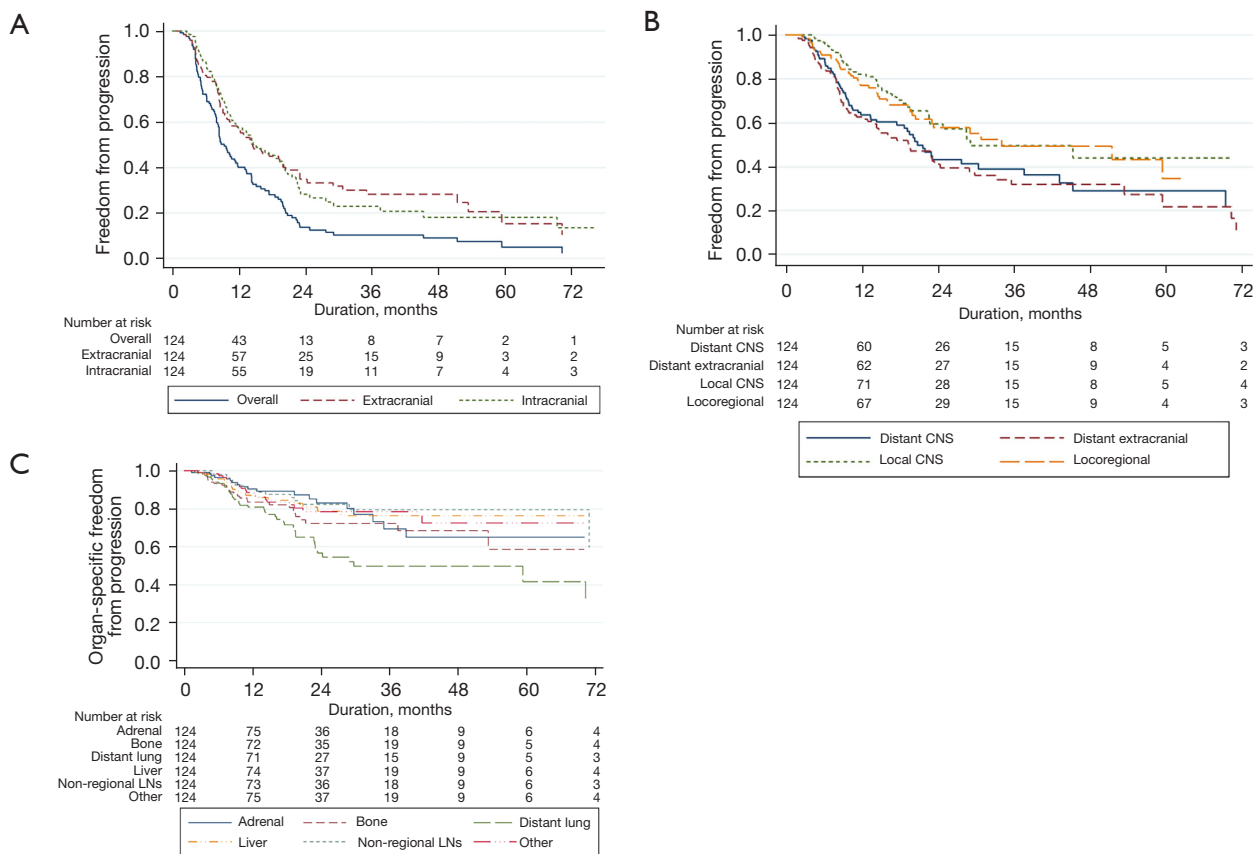 A
Freedom from progression
1.0
0.8
0.6
0.4
0.2
0.0
0 12 24 36 48 60 72
Duration, months
Number at risk
Overall 124 43 13 8 7 2 1
Extracranial 124 57 25 15 9 3 2
Intracranial 124 55 19 11 7 4 3
Overall Extracranial Intracranial
B
Freedom from progression
1.0
0.8
0.6
0.4
0.2
0.0
0 12 24 36 48 60 72
Duration, months
Number at risk
Distant CNS 124 60 26 15 8 5 3
Distant extracranial 124 62 27 15 9 4 2
Local CNS 124 71 28 15 8 5 4
Locoregional 124 67 29 15 9 4 3
Distant CNS Distant extracranial
Local CNS Locoregional
C
Organ-specific freedom
from progression
1.0
0.8
0.6
0.4
0.2
0.0
0 12 24 36 48 60 72
Duration, months
Number at risk
Adrenal 124 75 36 18 9 6 4
Bone 124 72 35 19 9 5 4
Distant lung 124 71 27 15 9 5 3
Liver 124 74 37 19 9 6 4
Non-regional LNs 124 73 36 18 9 6 3
Other 124 75 37 19 9 6 4
Adrenal Bone Distant lung
Liver Non-regional LNs Other